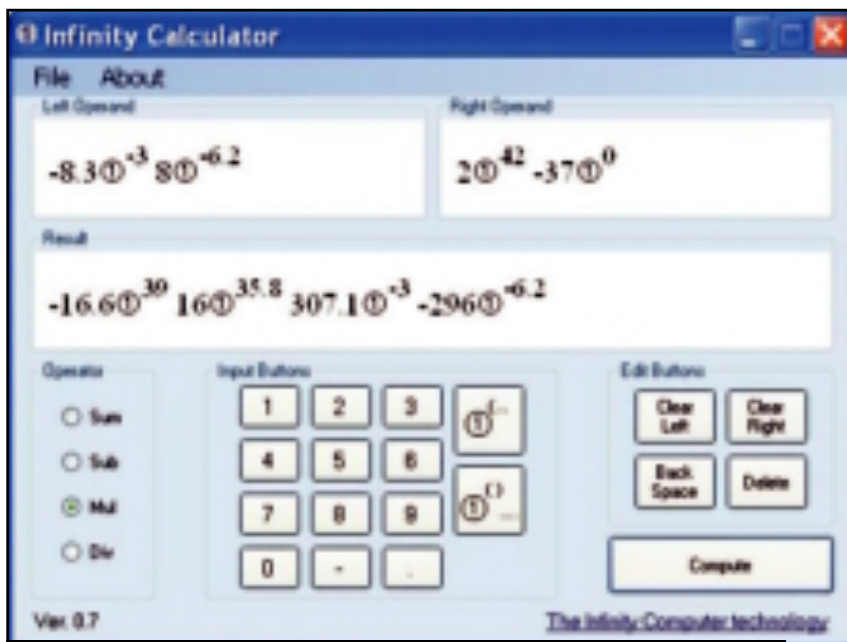 ① Infinity Calculator
File About
Left Operand
Right Operand
-8.3①^-3 8①^-6.2
2①^42 -37①^0
Result
-16.6①^39 16①^35.8 307.1①^-3 -296①^-6.2
Operator
Input Buttons
Edit Buttons
Sum
Sub
Mul
Div
1 2 3
4 5 6
7 8 9
0 - .
Clear Left
Clear Right
Back Space
Delete
Compute
Ver. 0.7
The Infinity Computer technology